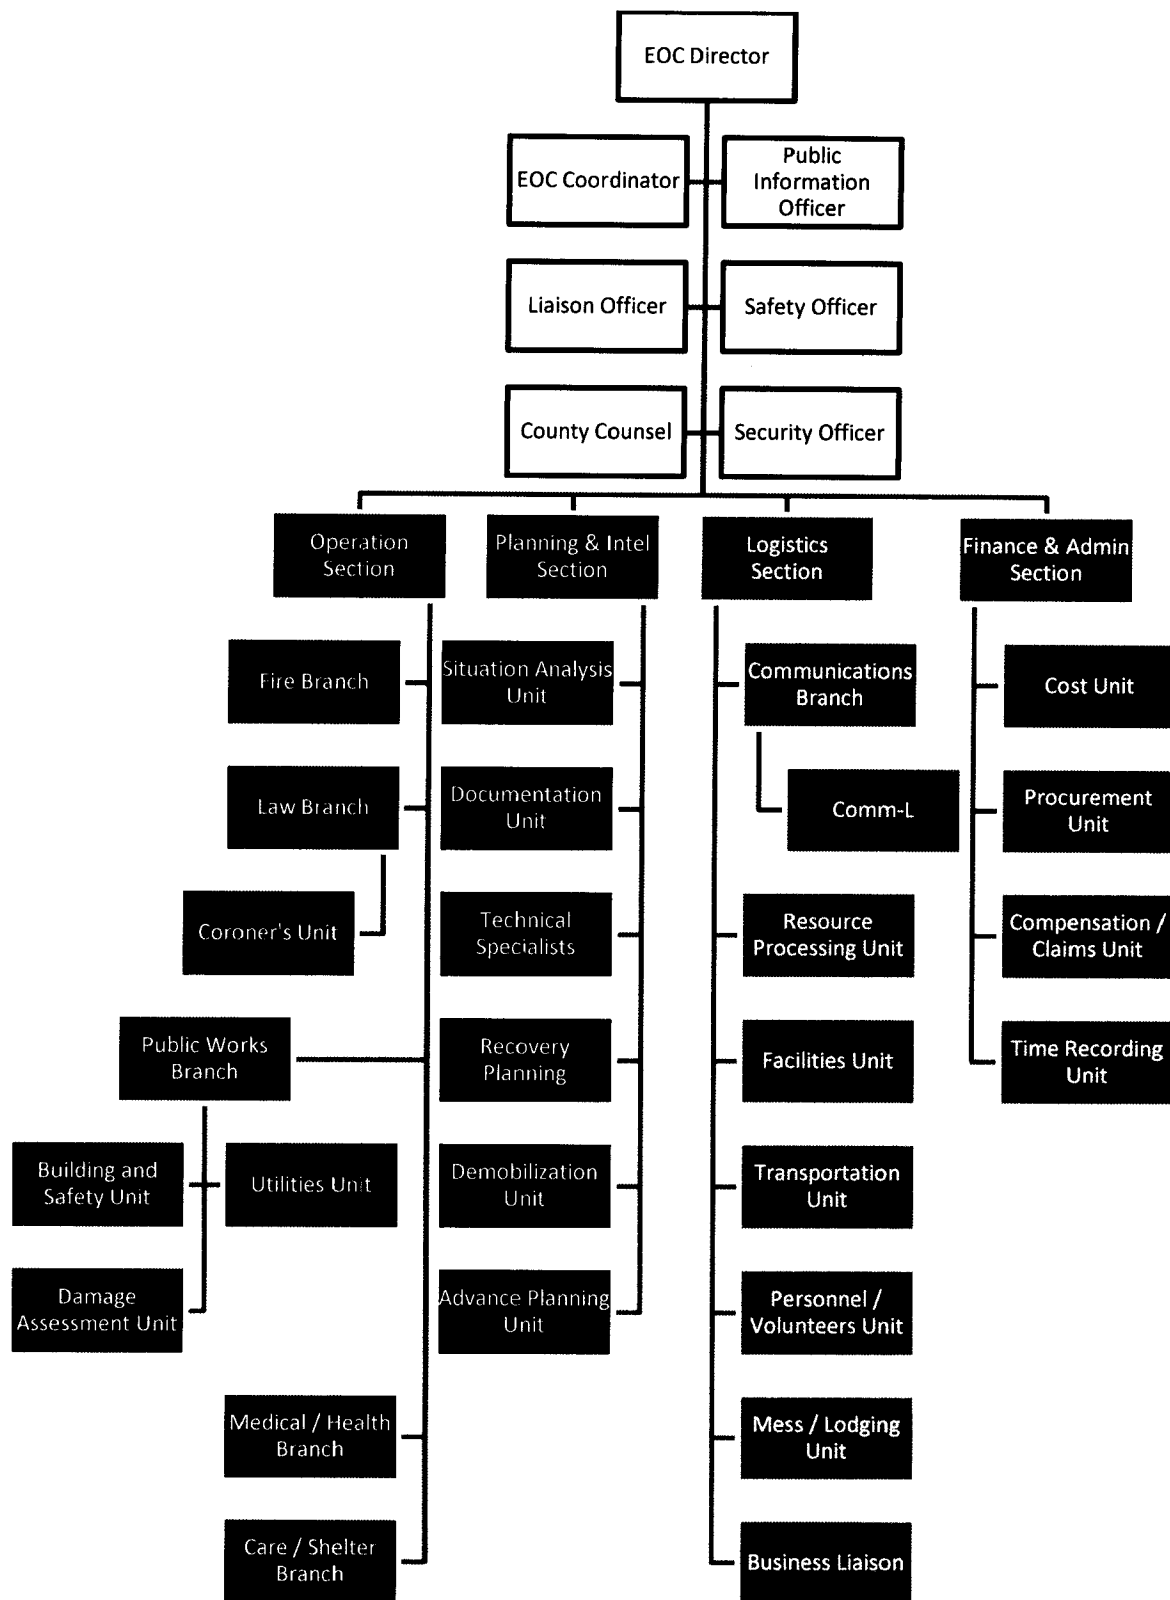 EOC Director
EOC Coordinator
Public
Information
Officer
Liaison Officer
Safety Officer
County Counsel
Security Officer
Operation
Section
Planning & Intel
Section
Logistics
Section
Finance & Admin
Section
Fire Branch
Situation Analysis
Unit
Communications
Branch
Cost Unit
Law Branch
Documentation
Unit
Comm-L
Procurement
Unit
Coroner's Unit
Technical
Specialists
Resource
Processing Unit
Compensation /
Claims Unit
Public Works
Branch
Recovery
Planning
Facilities Unit
Time Recording
Unit
Building and
Safety Unit
Utilities Unit
Demobilization
Unit
Transportation
Unit
Damage
Assessment Unit
Advance Planning
Unit
Personnel /
Volunteers Unit
Medical / Health
Branch
Mess / Lodging
Unit
Care / Shelter
Branch
Business Liaison